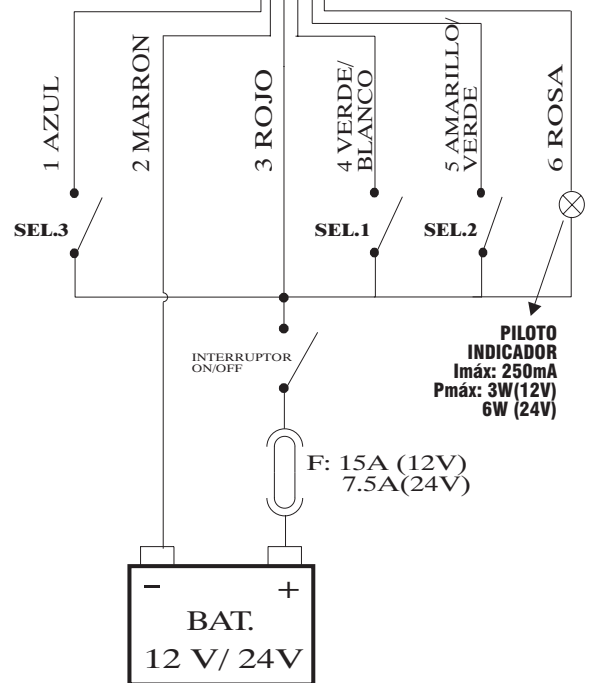 1 AZUL
2 MARRON
3 ROJO
4 VERDE/
BLANCO
5 AMARILLO/
VERDE
6 ROSA
SEL.3
SEL.1
SEL.2
INTERRUPTOR
ON/OFF
PILOTO
INDICADOR
Imáx: 250mA
Pmáx: 3W(12V)
6W (24V)
F: 15A (12V)
7.5A(24V)
− +
BAT.
12 V/ 24V